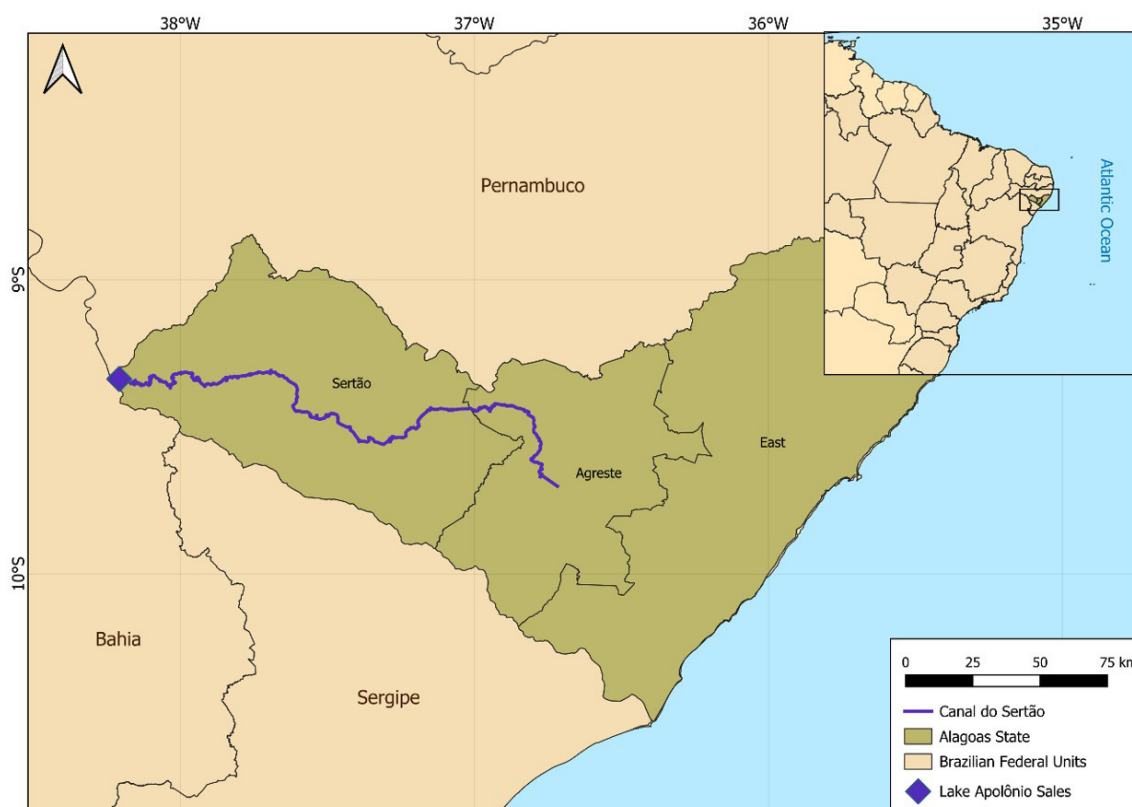 38°W
37°W
36°W
35°W
9°S
10°S
Pernambuco
Atlantic Ocean
Sertão
East
Agreste
Bahia
Sergipe
0 25 50 75 km
Canal do Sertão
Alagoas State
Brazilian Federal Units
Lake Apolônio Sales